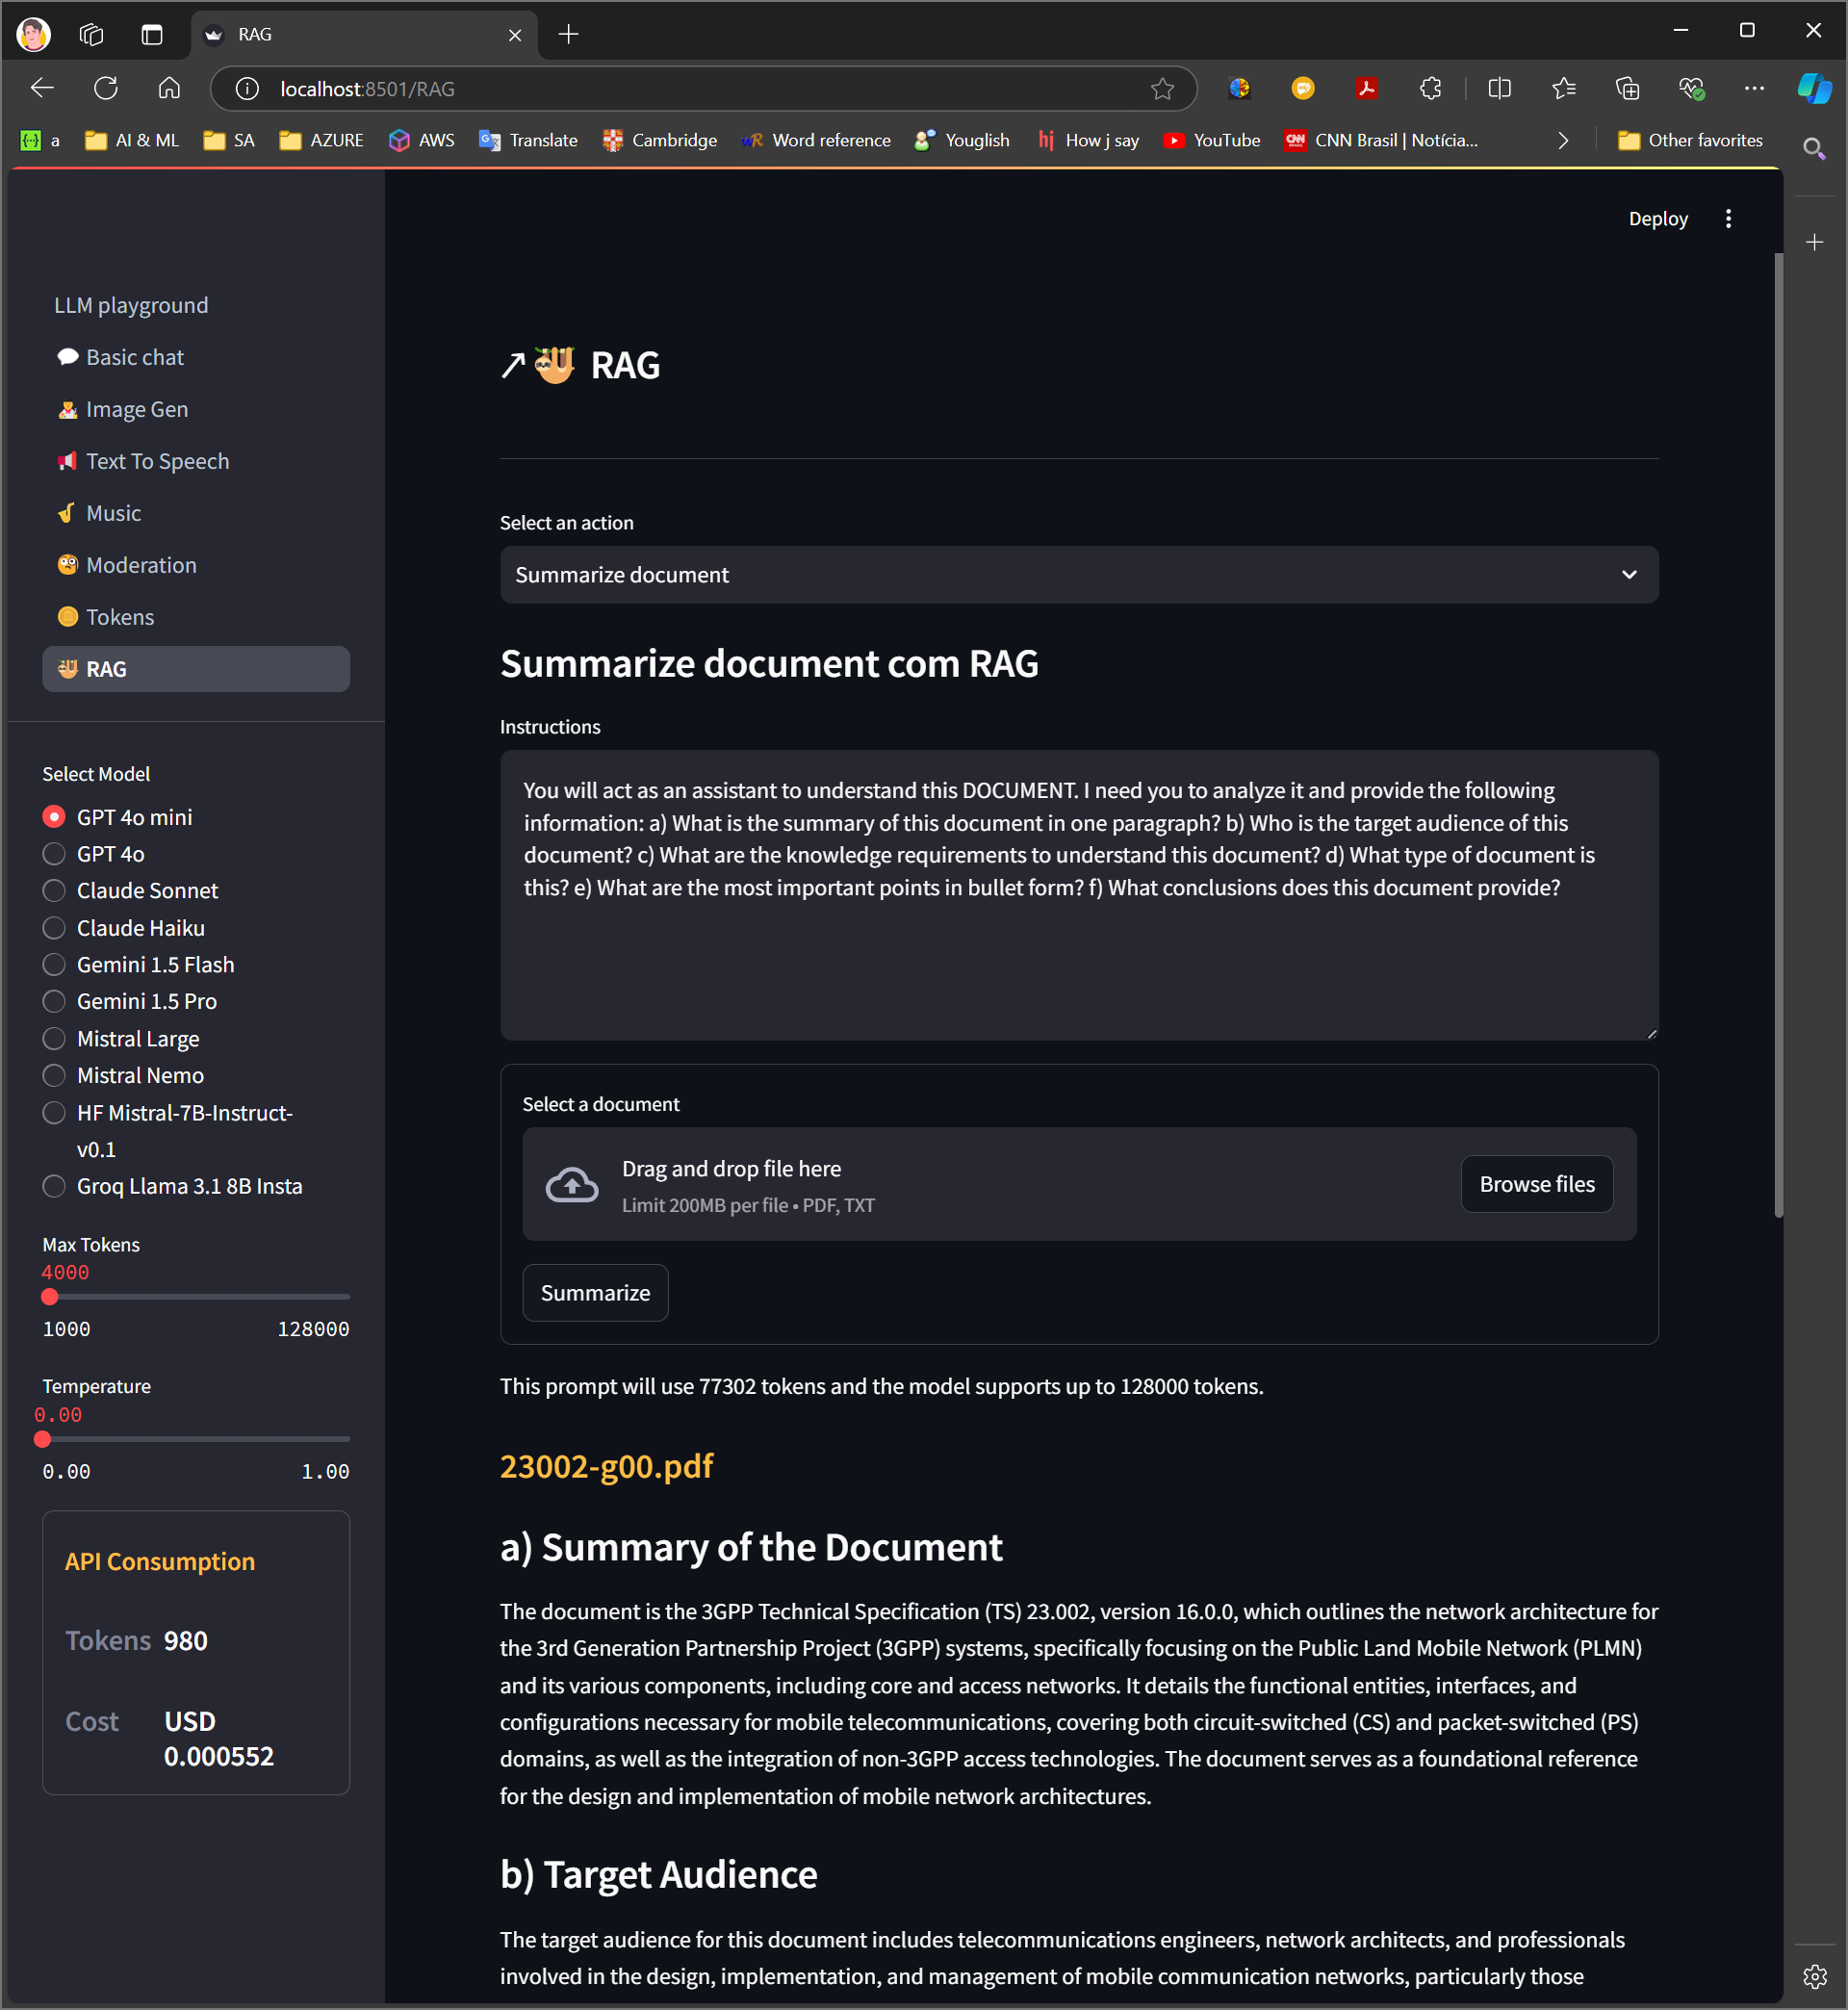 RAG
localhost:8501/RAG
a
AI & ML
SA
AZURE
AWS
Translate
Cambridge
Word reference
Youglish
How j say
YouTube
CNN Brasil | Notícia...
Other favorites
Deploy
LLM playground
Basic chat
Image Gen
Text To Speech
Music
Moderation
Tokens
RAG
Select Model
GPT 4o mini
GPT 4o
Claude Sonnet
Claude Haiku
Gemini 1.5 Flash
Gemini 1.5 Pro
Mistral Large
Mistral Nemo
HF Mistral-7B-Instruct-
v0.1
Groq Llama 3.1 8B Insta
Max Tokens
4000
1000 128000
Temperature
0.00
0.00 1.00
API Consumption
Tokens 980
Cost USD
0.000552
RAG
Select an action
Summarize document
Summarize document com RAG
Instructions
You will act as an assistant to understand this DOCUMENT. I need you to analyze it and provide the following
information: a) What is the summary of this document in one paragraph? b) Who is the target audience of this
document? c) What are the knowledge requirements to understand this document? d) What type of document is
this? e) What are the most important points in bullet form? f) What conclusions does this document provide?
Select a document
Drag and drop file here
Limit 200MB per file • PDF, TXT
Browse files
Summarize
This prompt will use 77302 tokens and the model supports up to 128000 tokens.
23002-g00.pdf
a) Summary of the Document
The document is the 3GPP Technical Specification (TS) 23.002, version 16.0.0, which outlines the network architecture for
the 3rd Generation Partnership Project (3GPP) systems, specifically focusing on the Public Land Mobile Network (PLMN)
and its various components, including core and access networks. It details the functional entities, interfaces, and
configurations necessary for mobile telecommunications, covering both circuit-switched (CS) and packet-switched (PS)
domains, as well as the integration of non-3GPP access technologies. The document serves as a foundational reference
for the design and implementation of mobile network architectures.
b) Target Audience
The target audience for this document includes telecommunications engineers, network architects, and professionals
involved in the design, implementation, and management of mobile communication networks, particularly those